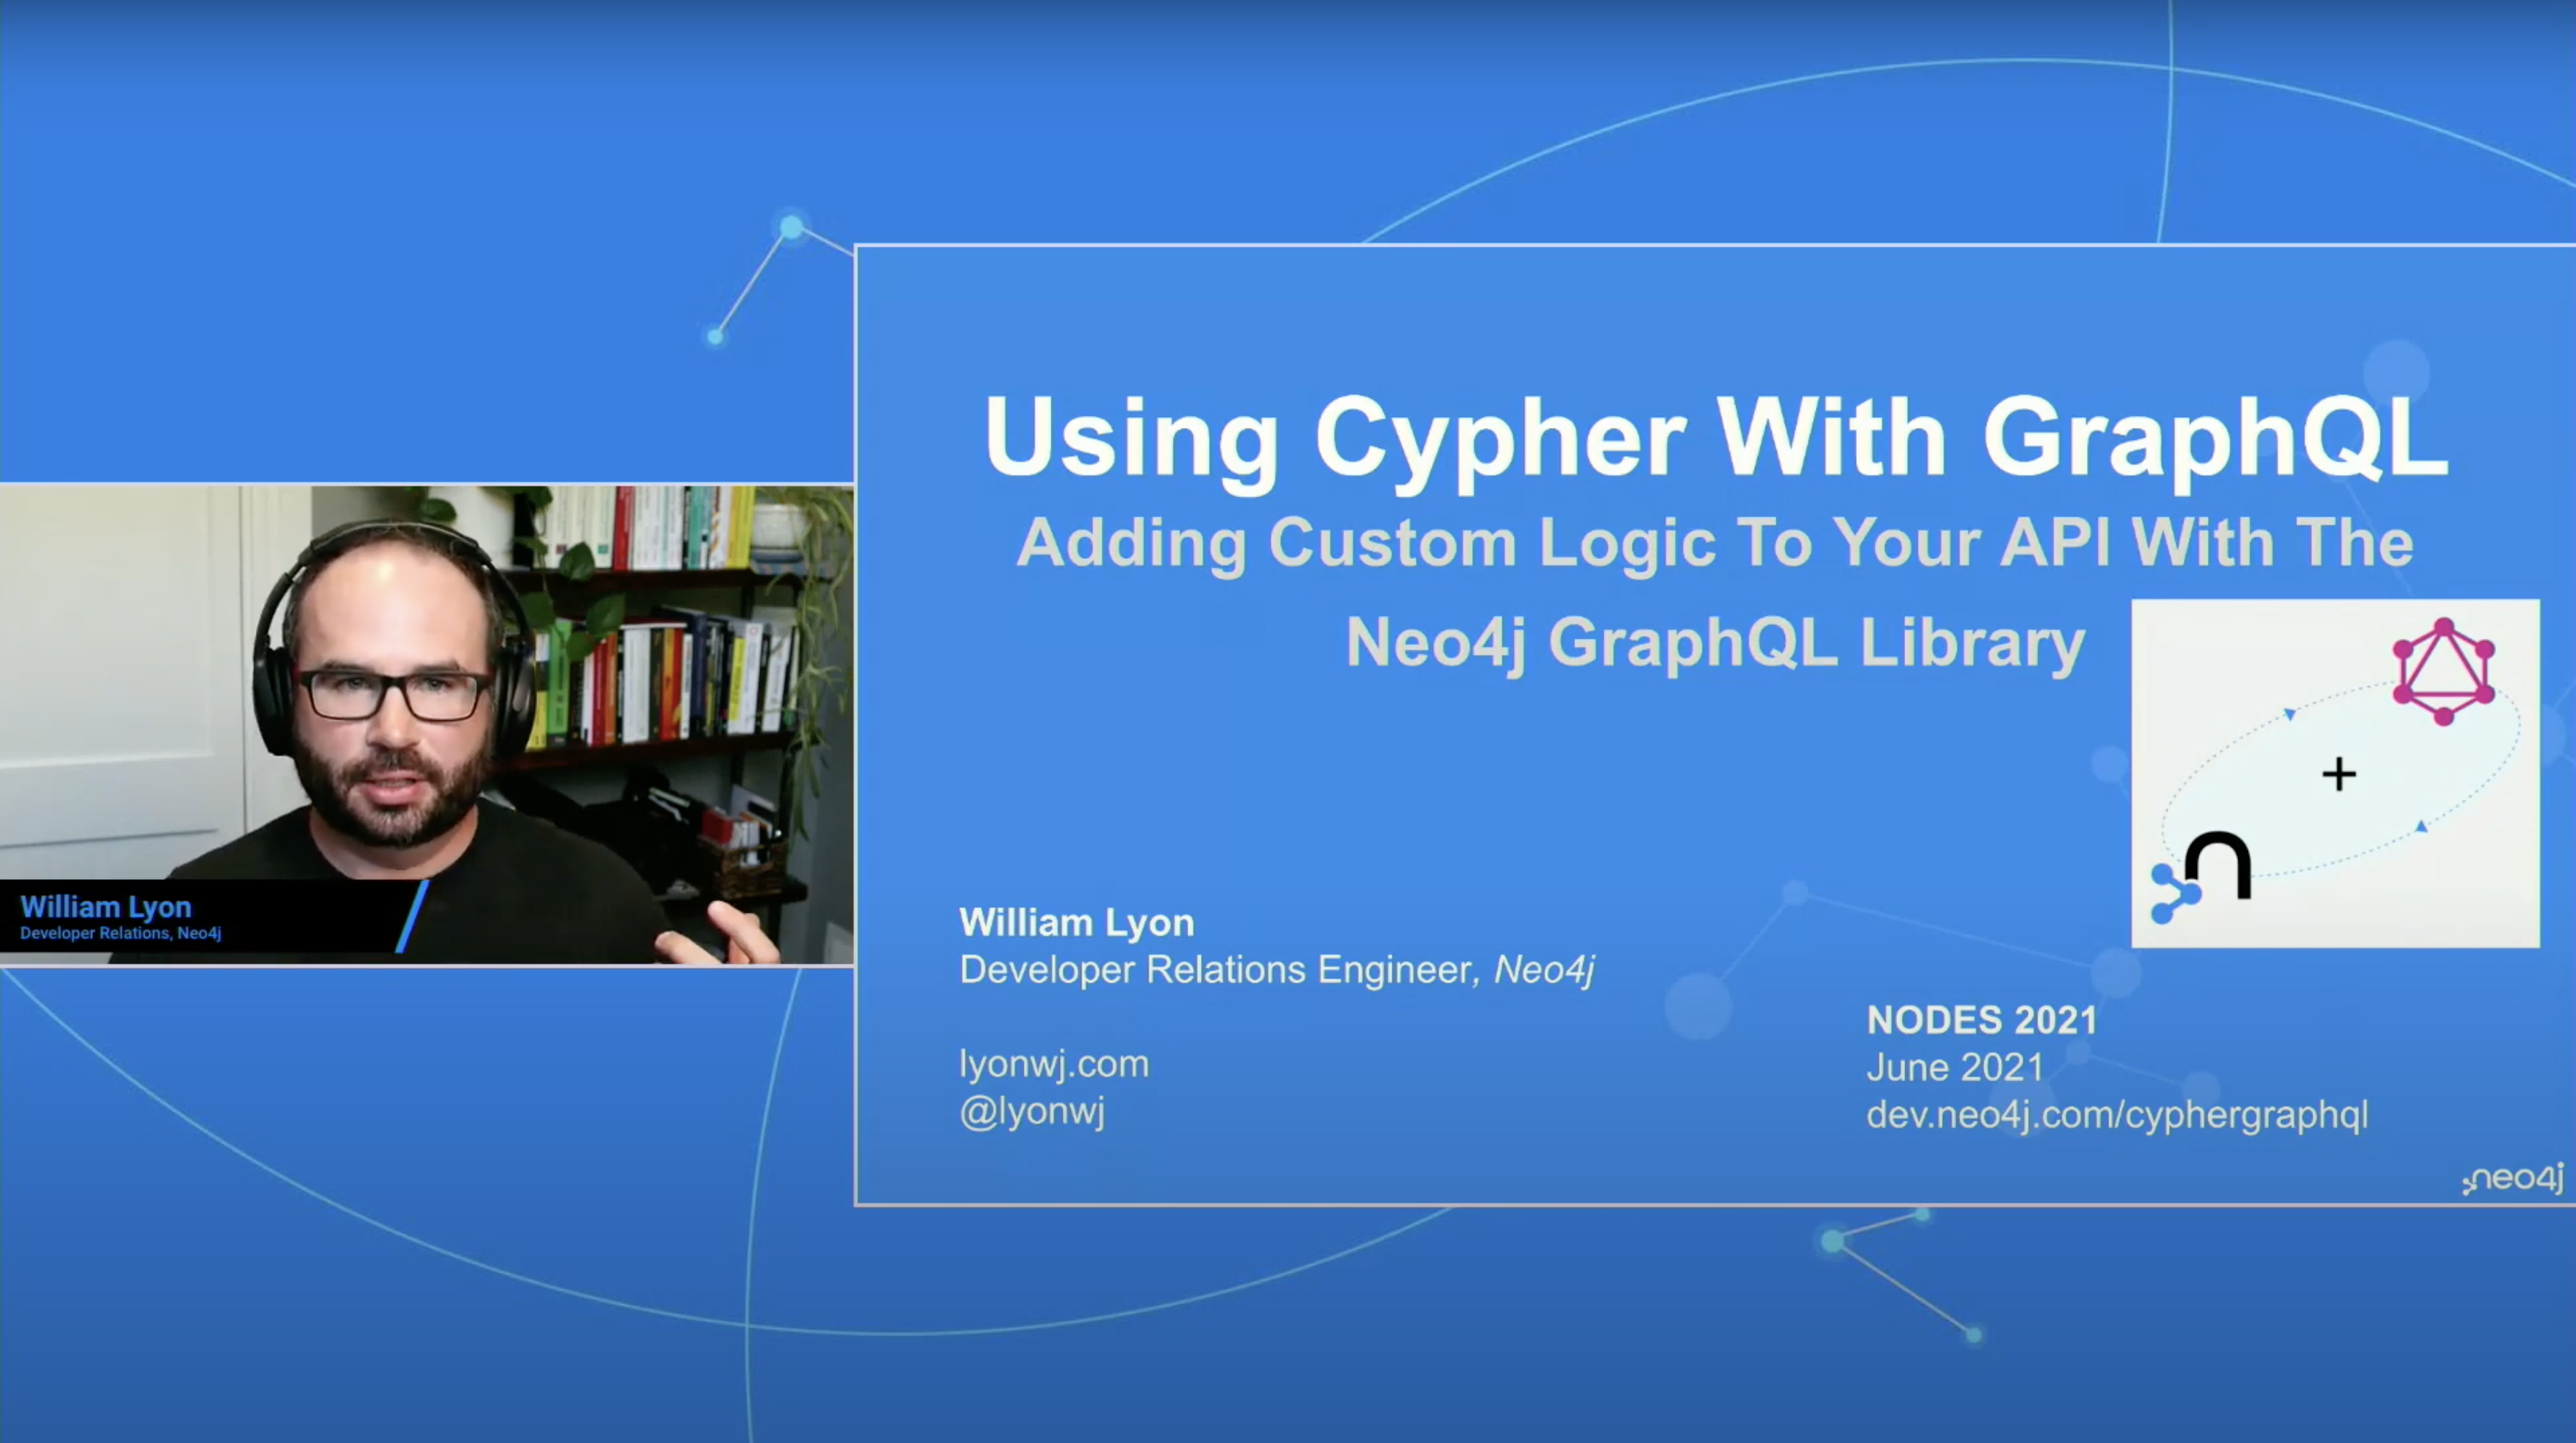 Using Cypher With GraphQL
Adding Custom Logic To Your API With The
Neo4j GraphQL Library
William Lyon
Developer Relations, Neo4j
William Lyon
Developer Relations Engineer, Neo4j
lyonwj.com
@lyonwj
NODES 2021
June 2021
dev.neo4j.com/cyphergraphql
neo4j